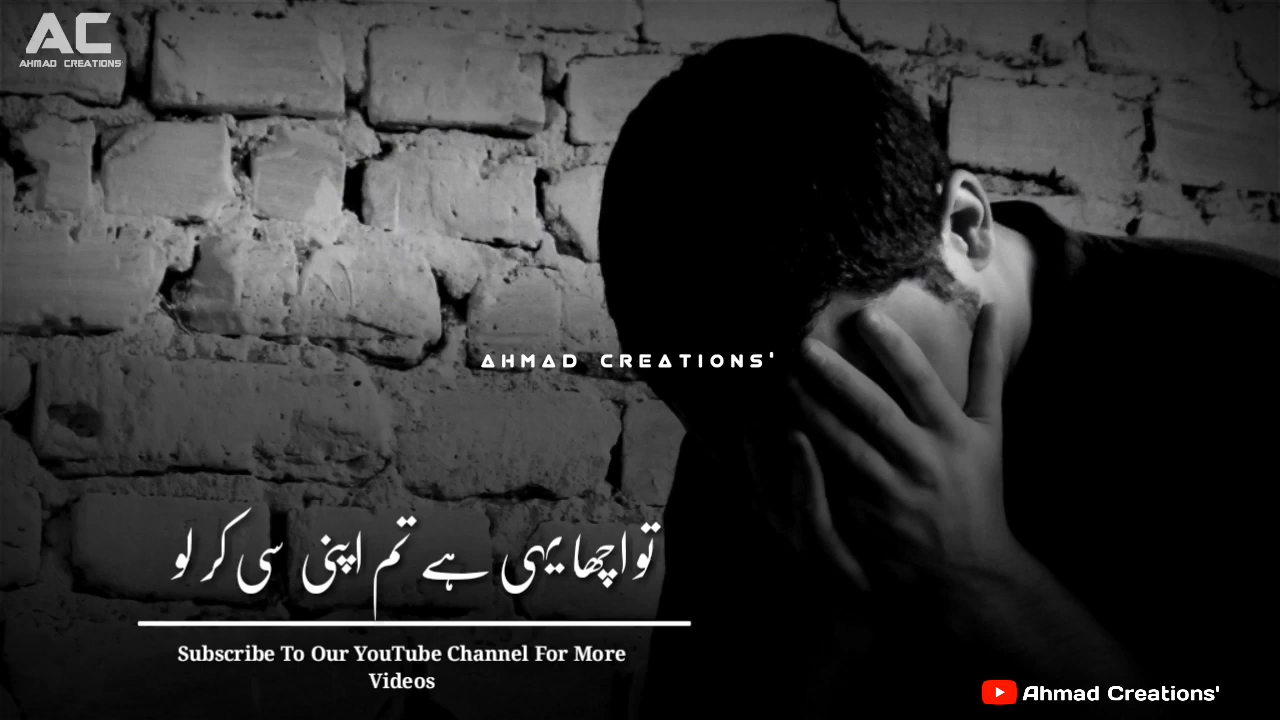 AC
AHMAD CREATIONS
AHMAD CREATIONS'
تو اچھا یہی ہے تم اپنی سی کر لو
Subscribe To Our YouTube Channel For More
Videos
Ahmad Creations'